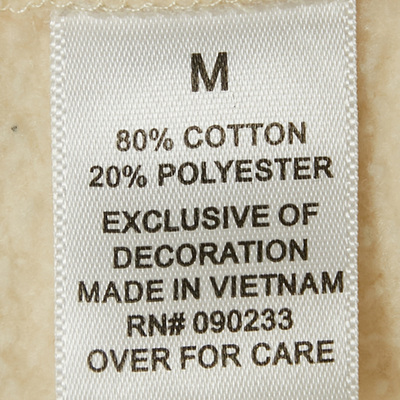 M
80% COTTON
20% POLYESTER
EXCLUSIVE OF
DECORATION
MADE IN VIETNAM
RN# 090233
OVER FOR CARE